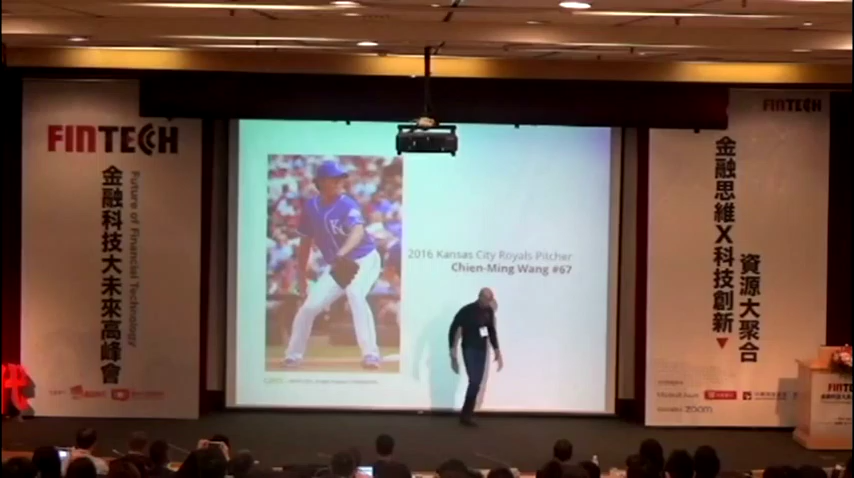 FINTECH
金融科技大未來高峰會
Future of Financial Technology
2016 Kansas City Royals Pitcher
Chien-Ming Wang #67
FINTECH
金融思維X科技創新
資源大聚合
zoom
代
FINTE